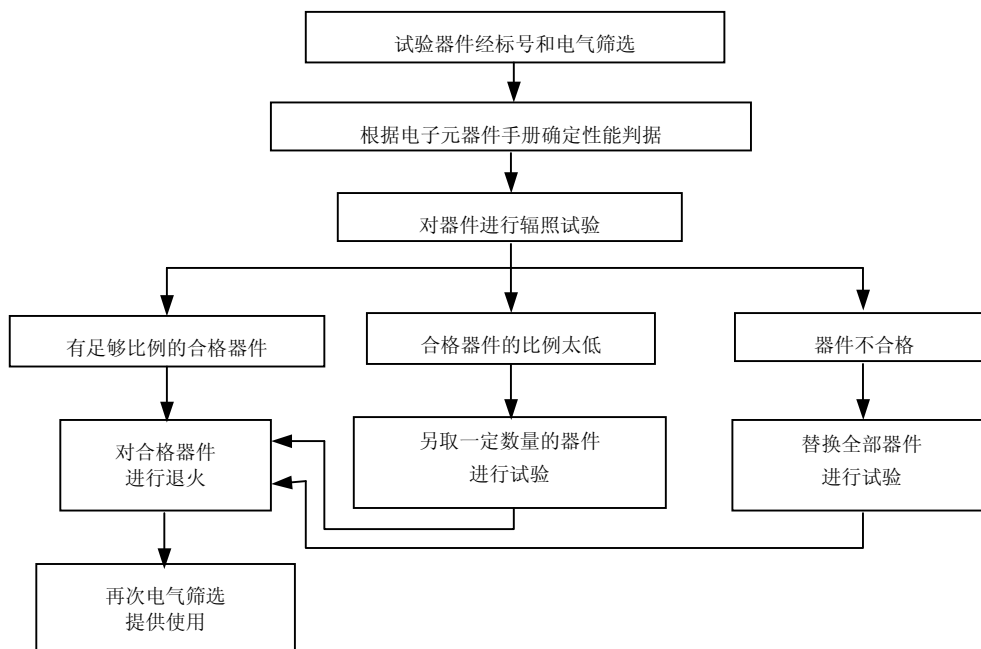 试验器件经标号和电气筛选
根据电子元器件手册确定性能判据
对器件进行辐照试验
有足够比例的合格器件
合格器件的比例太低
器件不合格
对合格器件
进行退火
另取一定数量的器件
进行试验
替换全部器件
进行试验
再次电气筛选
提供使用